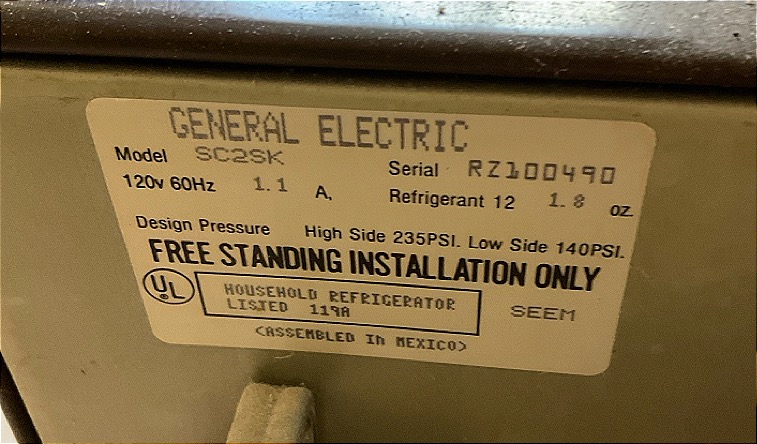 GENERAL ELECTRIC
Model SC2SK Serial RZ100490
120v 60Hz 1.1 A. Refrigerant 12 1.8 oz.
Design Pressure High Side 235PSI. Low Side 140PSI.
FREE STANDING INSTALLATION ONLY
UL HOUSEHOLD REFRIGERATOR
LISTED 119A SEEM
<ASSEMBLED In MEXICO>